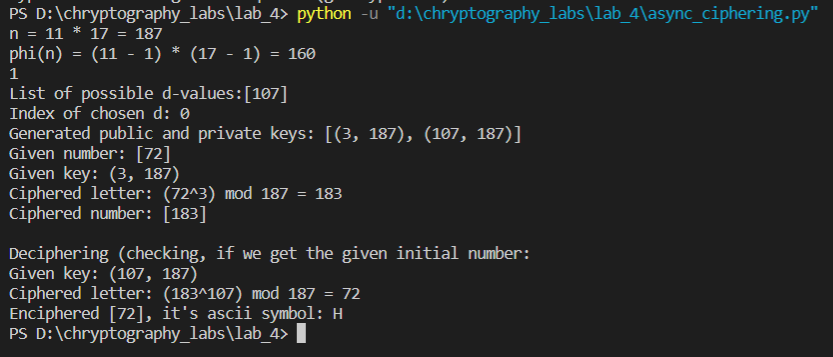 PS D:\chryptography_labs\lab_4> python -u "d:\chryptography_labs\lab_4\async_ciphering.py"
n = 11 * 17 = 187
phi(n) = (11 - 1) * (17 - 1) = 160
1
List of possible d-values:[107]
Index of chosen d: 0
Generated public and private keys: [(3, 187), (107, 187)]
Given number: [72]
Given key: (3, 187)
Ciphered letter: (72^3) mod 187 = 183
Ciphered number: [183]
Deciphering (checking, if we get the given initial number:
Given key: (107, 187)
Ciphered letter: (183^107) mod 187 = 72
Enciphered [72], it's ascii symbol: H
PS D:\chryptography_labs\lab_4>